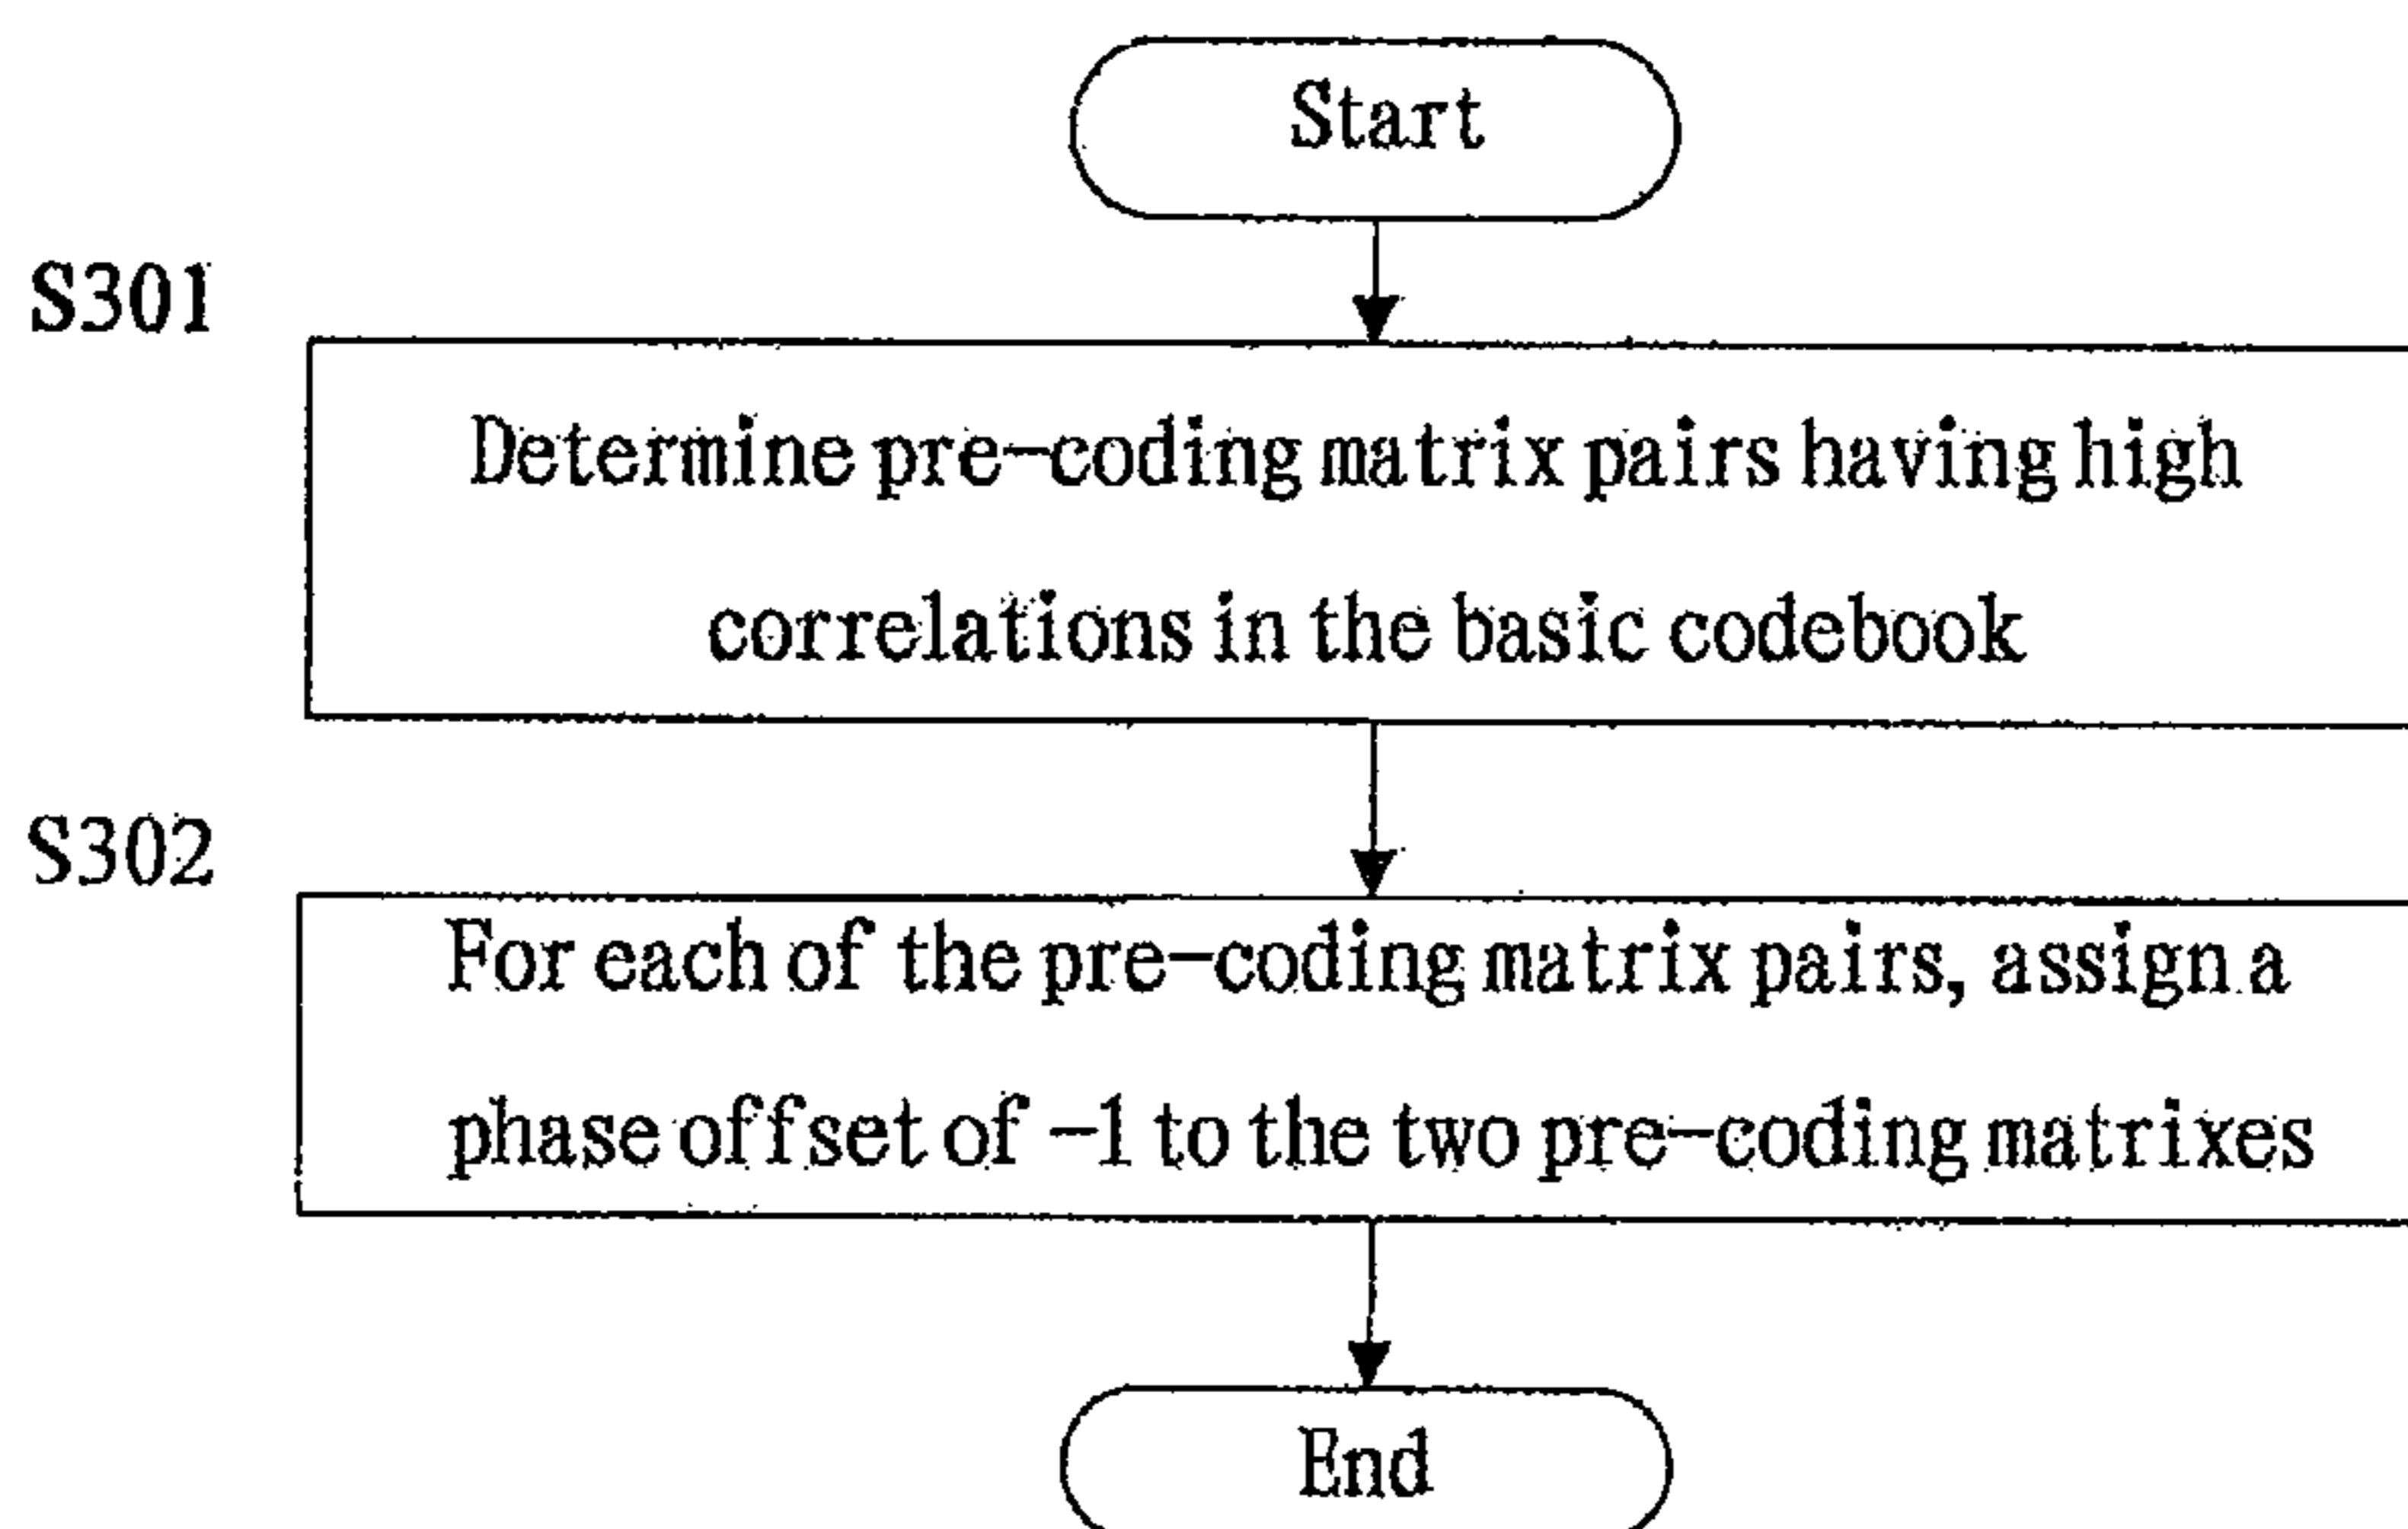 Start
S301
Determine pre-coding matrix pairs having high
correlations in the basic codebook
S302
For each of the pre-coding matrix pairs, assign a
phase offset of -1 to the two pre-coding matrixes
End